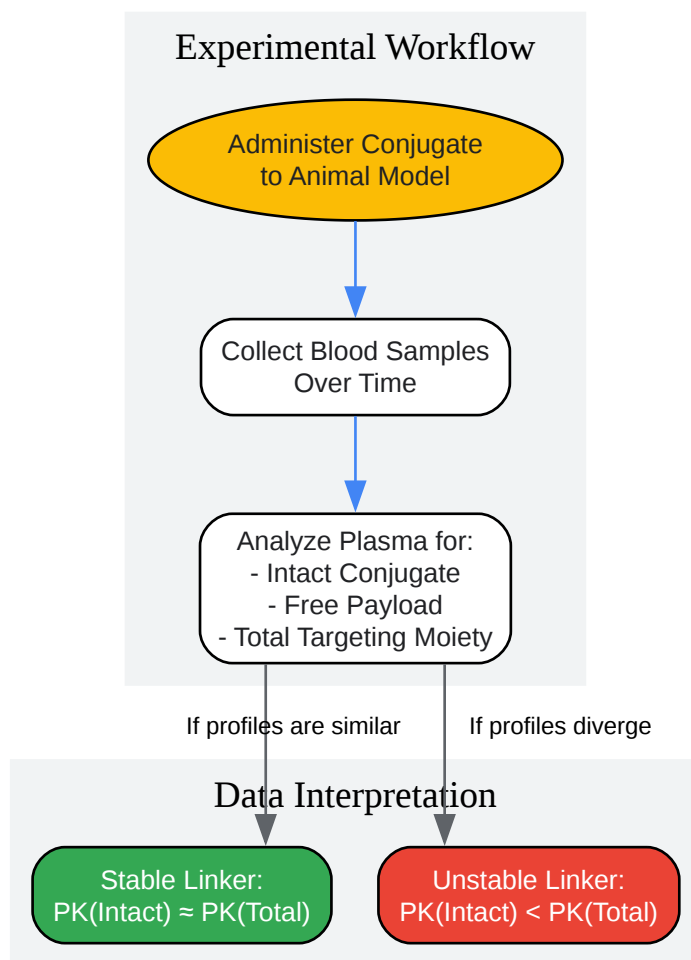 Experimental Workflow
Administer Conjugate
to Animal Model
Collect Blood Samples
Over Time
Analyze Plasma for:
- Intact Conjugate
- Free Payload
- Total Targeting Moiety
If profiles are similar
If profiles diverge
Data Interpretation
Stable Linker:
PK(Intact) ≈ PK(Total)
Unstable Linker:
PK(Intact) < PK(Total)